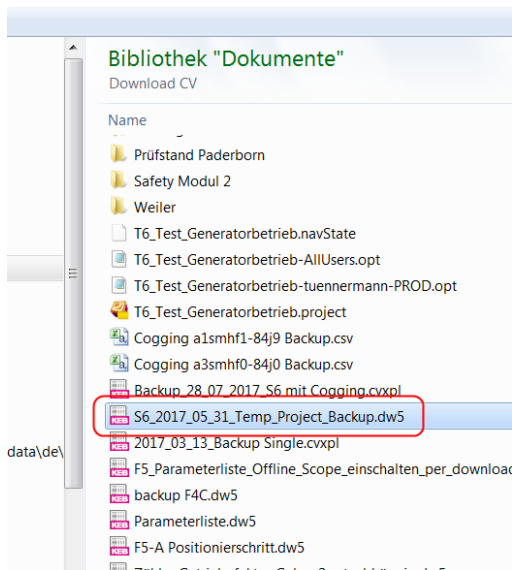 Bibliothek "Dokumente"
Download CV
Name
Prüfstand Paderborn
Safety Modul 2
Weiler
T6_Test_Generatorbetrieb.navState
T6_Test_Generatorbetrieb-AllUsers.opt
T6_Test_Generatorbetrieb-tuennermann-PROD.opt
T6_Test_Generatorbetrieb.project
Cogging a1smhf1-84j9 Backup.csv
Cogging a3smhf0-84j0 Backup.csv
Backup_28_07_2017_S6 mit Cogging.cvxpl
S6_2017_05_31_Temp_Project_Backup.dw5
data\de\
2017_03_13_Backup Single.cvxpl
F5_Parameterliste_Offline_Scope_einschalten_per_download
backup F4C.dw5
Parameterliste.dw5
F5-A Positionierschritt.dw5